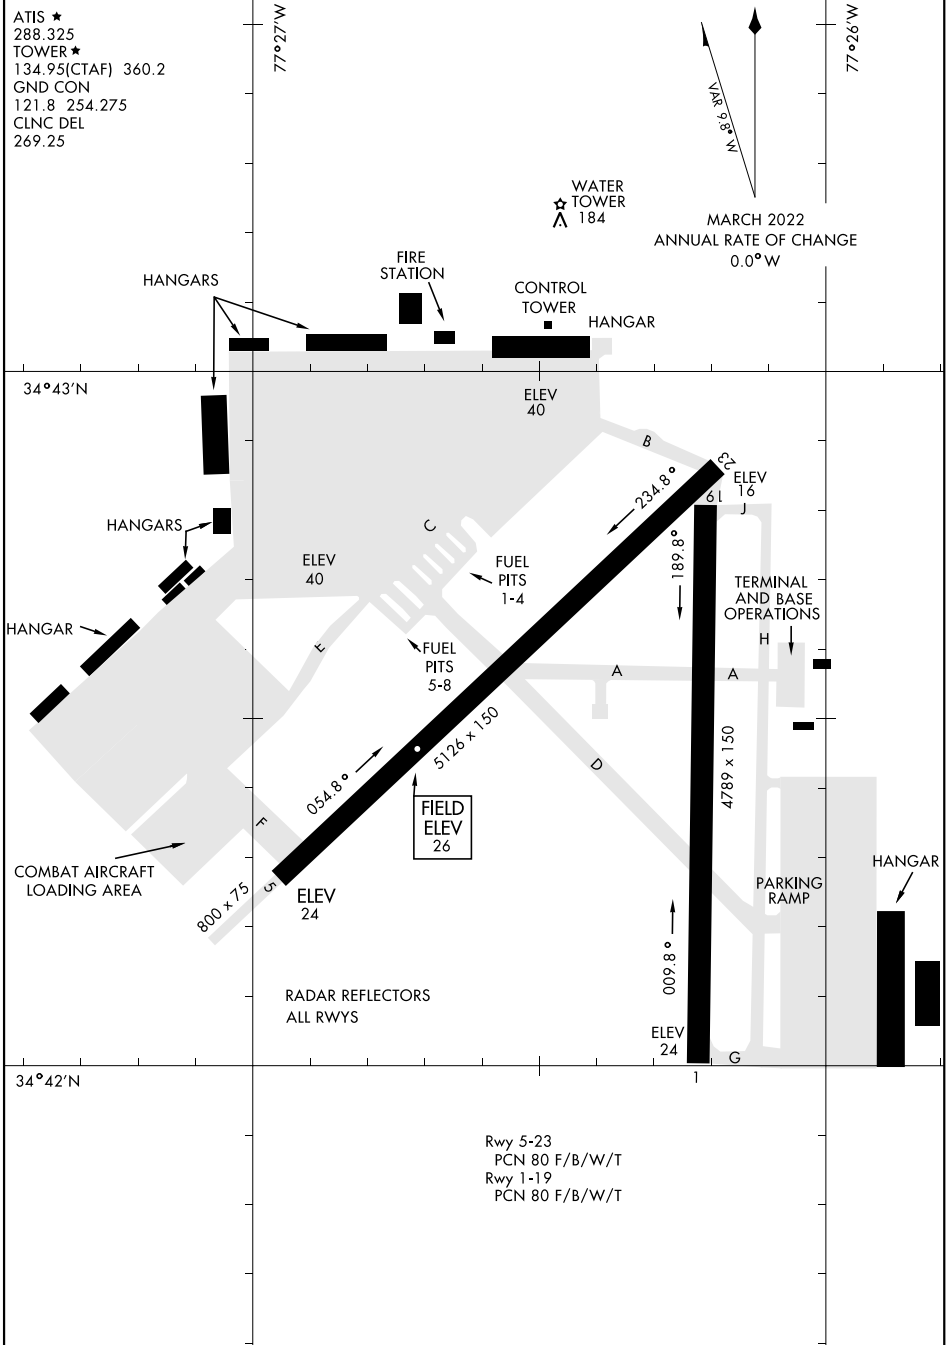 ATIS ★
288.325
TOWER ★
134.95(CTAF) 360.2
GND CON
121.8 254.275
CLNC DEL
269.25
77°27'W
77°26'W
VAR 9.8° W
MARCH 2022
ANNUAL RATE OF CHANGE
0.0° W
WATER
TOWER
184
FIRE
STATION
HANGARS
CONTROL
TOWER
HANGAR
34°43'N
ELEV
40
B
23
ELEV
16
19
J
234.8°
189.8°
C
HANGARS
ELEV
40
FUEL
PITS
1-4
TERMINAL
AND BASE
OPERATIONS
HANGAR
E
FUEL
PITS
5-8
H
A
A
5126 x 150
054.8°
D
4789 x 150
FIELD
ELEV
26
F
COMBAT AIRCRAFT
LOADING AREA
5
800 x 75
ELEV
24
PARKING
RAMP
HANGAR
009.8°
RADAR REFLECTORS
ALL RWYS
ELEV
24
G
1
34°42'N
Rwy 5-23
PCN 80 F/B/W/T
Rwy 1-19
PCN 80 F/B/W/T